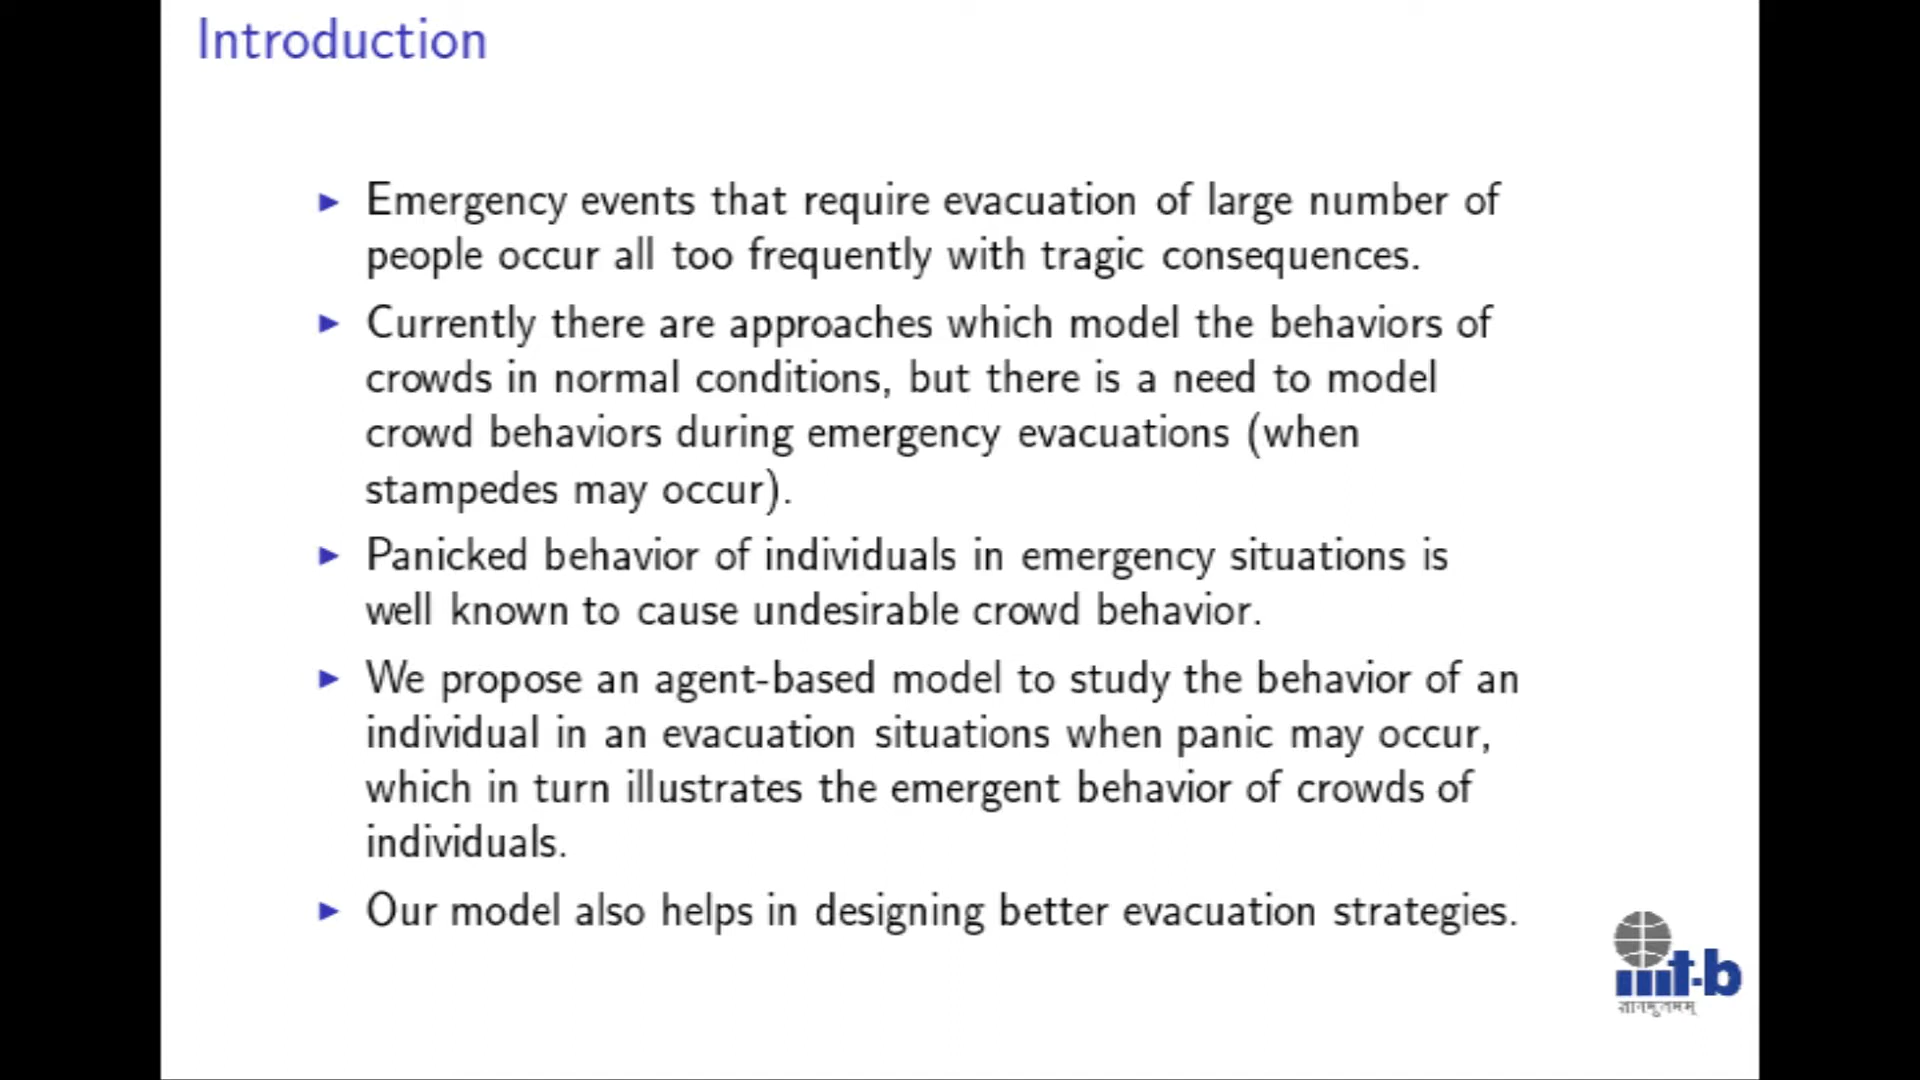 Introduction
Emergency events that require evacuation of large number of
people occur all too frequently with tragic consequences.
Currently there are approaches which model the behaviors of
crowds in normal conditions, but there is a need to model
crowd behaviors during emergency evacuations (when
stampedes may occur).
Panicked behavior of individuals in emergency situations is
well known to cause undesirable crowd behavior.
We propose an agent-based model to study the behavior of an
individual in an evacuation situations when panic may occur,
which in turn illustrates the emergent behavior of crowds of
individuals.
Our model also helps in designing better evacuation strategies.
iiit-b
ज्ञानमुत्तमम्